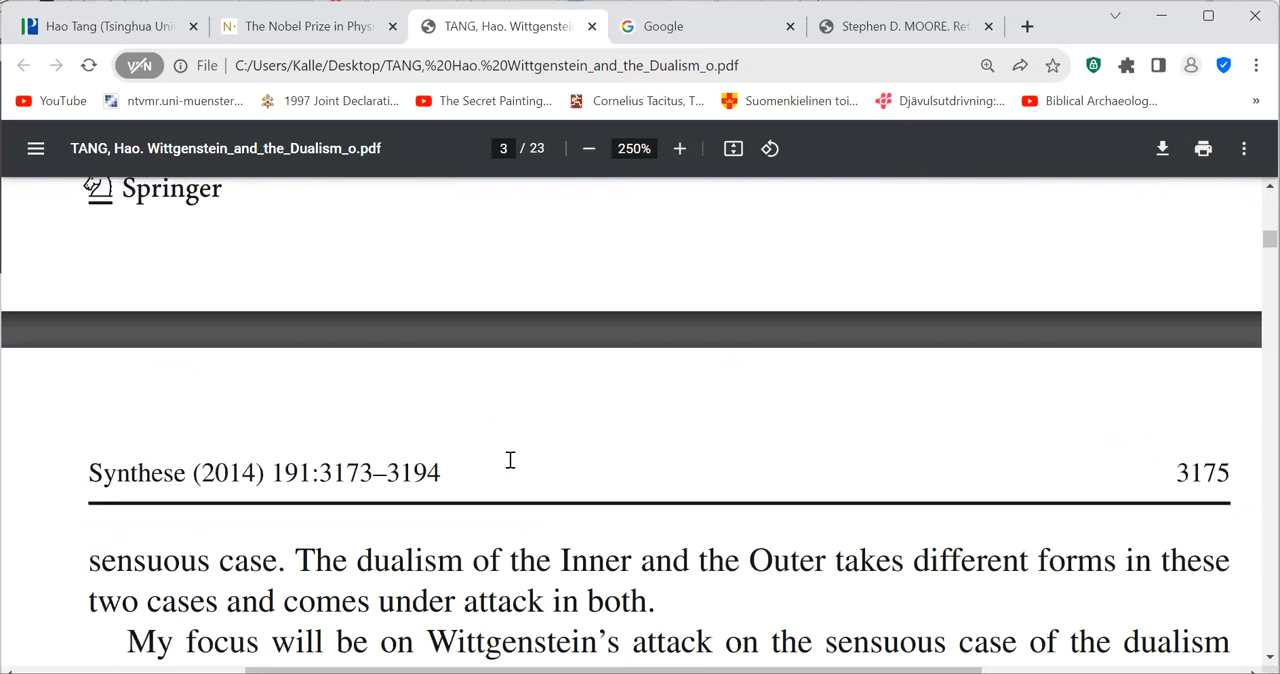 Hao Tang (Tsinghua Uni
The Nobel Prize in Physi
TANG, Hao. Wittgenstein
Google
Stephen D. MOORE. Ret
File
C:/Users/Kalle/Desktop/TANG,%20Hao.%20Wittgenstein_and_the_Dualism_o.pdf
YouTube
ntvmr.uni-muenster...
1997 Joint Declarati...
The Secret Painting...
Cornelius Tacitus, T...
Suomenkielinen toi...
Djävulsutdrivning:...
Biblical Archaeolog...
»
TANG, Hao. Wittgenstein_and_the_Dualism_o.pdf
3 / 23
250%
Springer
Synthese (2014) 191:3173–3194
3175
sensuous case. The dualism of the Inner and the Outer takes different forms in these
two cases and comes under attack in both.
My focus will be on Wittgenstein’s attack on the sensuous case of the dualism